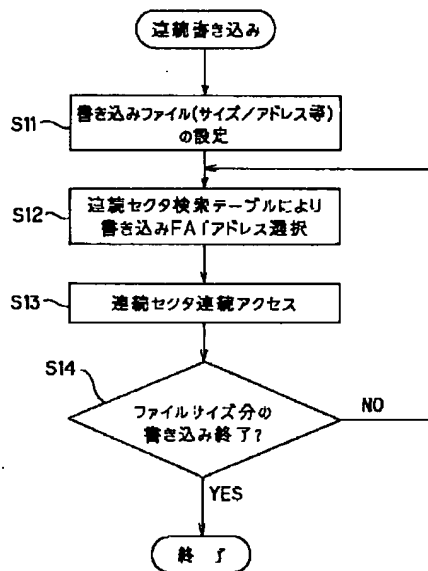 連続書き込み
S11
書き込みファイル(サイズ/アドレス等)
の設定
S12
連続セクタ検索テーブルにより
書き込みFATアドレス選択
S13
連続セクタ連続アクセス
S14
ファイルサイズ分の
書き込み終了?
NO
YES
終了